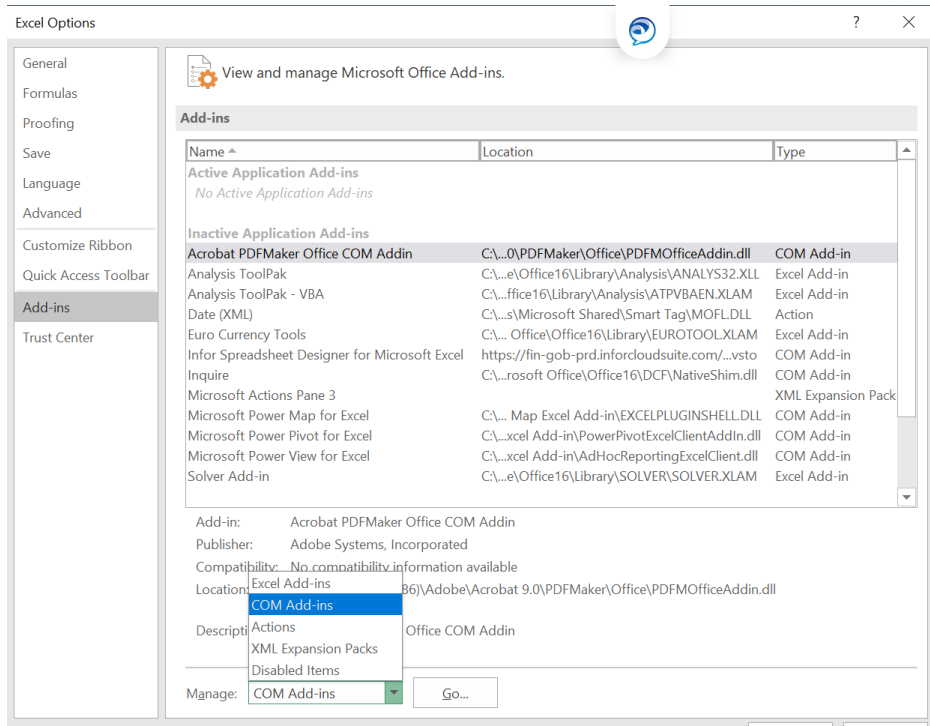 Excel Options
?
General
Formulas
Proofing
Save
Language
Advanced
Customize Ribbon
Quick Access Toolbar
Add-ins
Trust Center
View and manage Microsoft Office Add-ins.
Add-ins
Name Location Type
Active Application Add-ins
No Active Application Add-ins
Inactive Application Add-ins
Acrobat PDFMaker Office COM Addin C:\...0\PDFMaker\Office\PDFMOfficeAddin.dll COM Add-in
Analysis ToolPak C:\...e\Office16\Library\Analysis\ANALYS32.XLL Excel Add-in
Analysis ToolPak - VBA C:\...ffice16\Library\Analysis\ATPVBAEN.XLAM Excel Add-in
Date (XML) C:\...s\Microsoft Shared\Smart Tag\MOFL.DLL Action
Euro Currency Tools C:\... Office\Office16\Library\EUROTOOL.XLAM Excel Add-in
Infor Spreadsheet Designer for Microsoft Excel https://fin-gob-prd.inforcloudsuite.com/...vsto COM Add-in
Inquire C:\...rosoft Office\Office16\DCF\NativeShim.dll COM Add-in
Microsoft Actions Pane 3 XML Expansion Pack
Microsoft Power Map for Excel C:\... Map Excel Add-in\EXCELPLUGINSHELL.DLL COM Add-in
Microsoft Power Pivot for Excel C:\...xcel Add-in\PowerPivotExcelClientAddIn.dll COM Add-in
Microsoft Power View for Excel C:\...xcel Add-in\AdHocReportingExcelClient.dll COM Add-in
Solver Add-in C:\...e\Office16\Library\SOLVER\SOLVER.XLAM Excel Add-in
Add-in: Acrobat PDFMaker Office COM Addin
Publisher: Adobe Systems, Incorporated
Compatibility: No compatibility information available
Location: 86)\Adobe\Acrobat 9.0\PDFMaker\Office\PDFMOfficeAddin.dll
Descripti Office COM Addin
Excel Add-ins
COM Add-ins
Actions
XML Expansion Packs
Disabled Items
Manage: COM Add-ins Go...